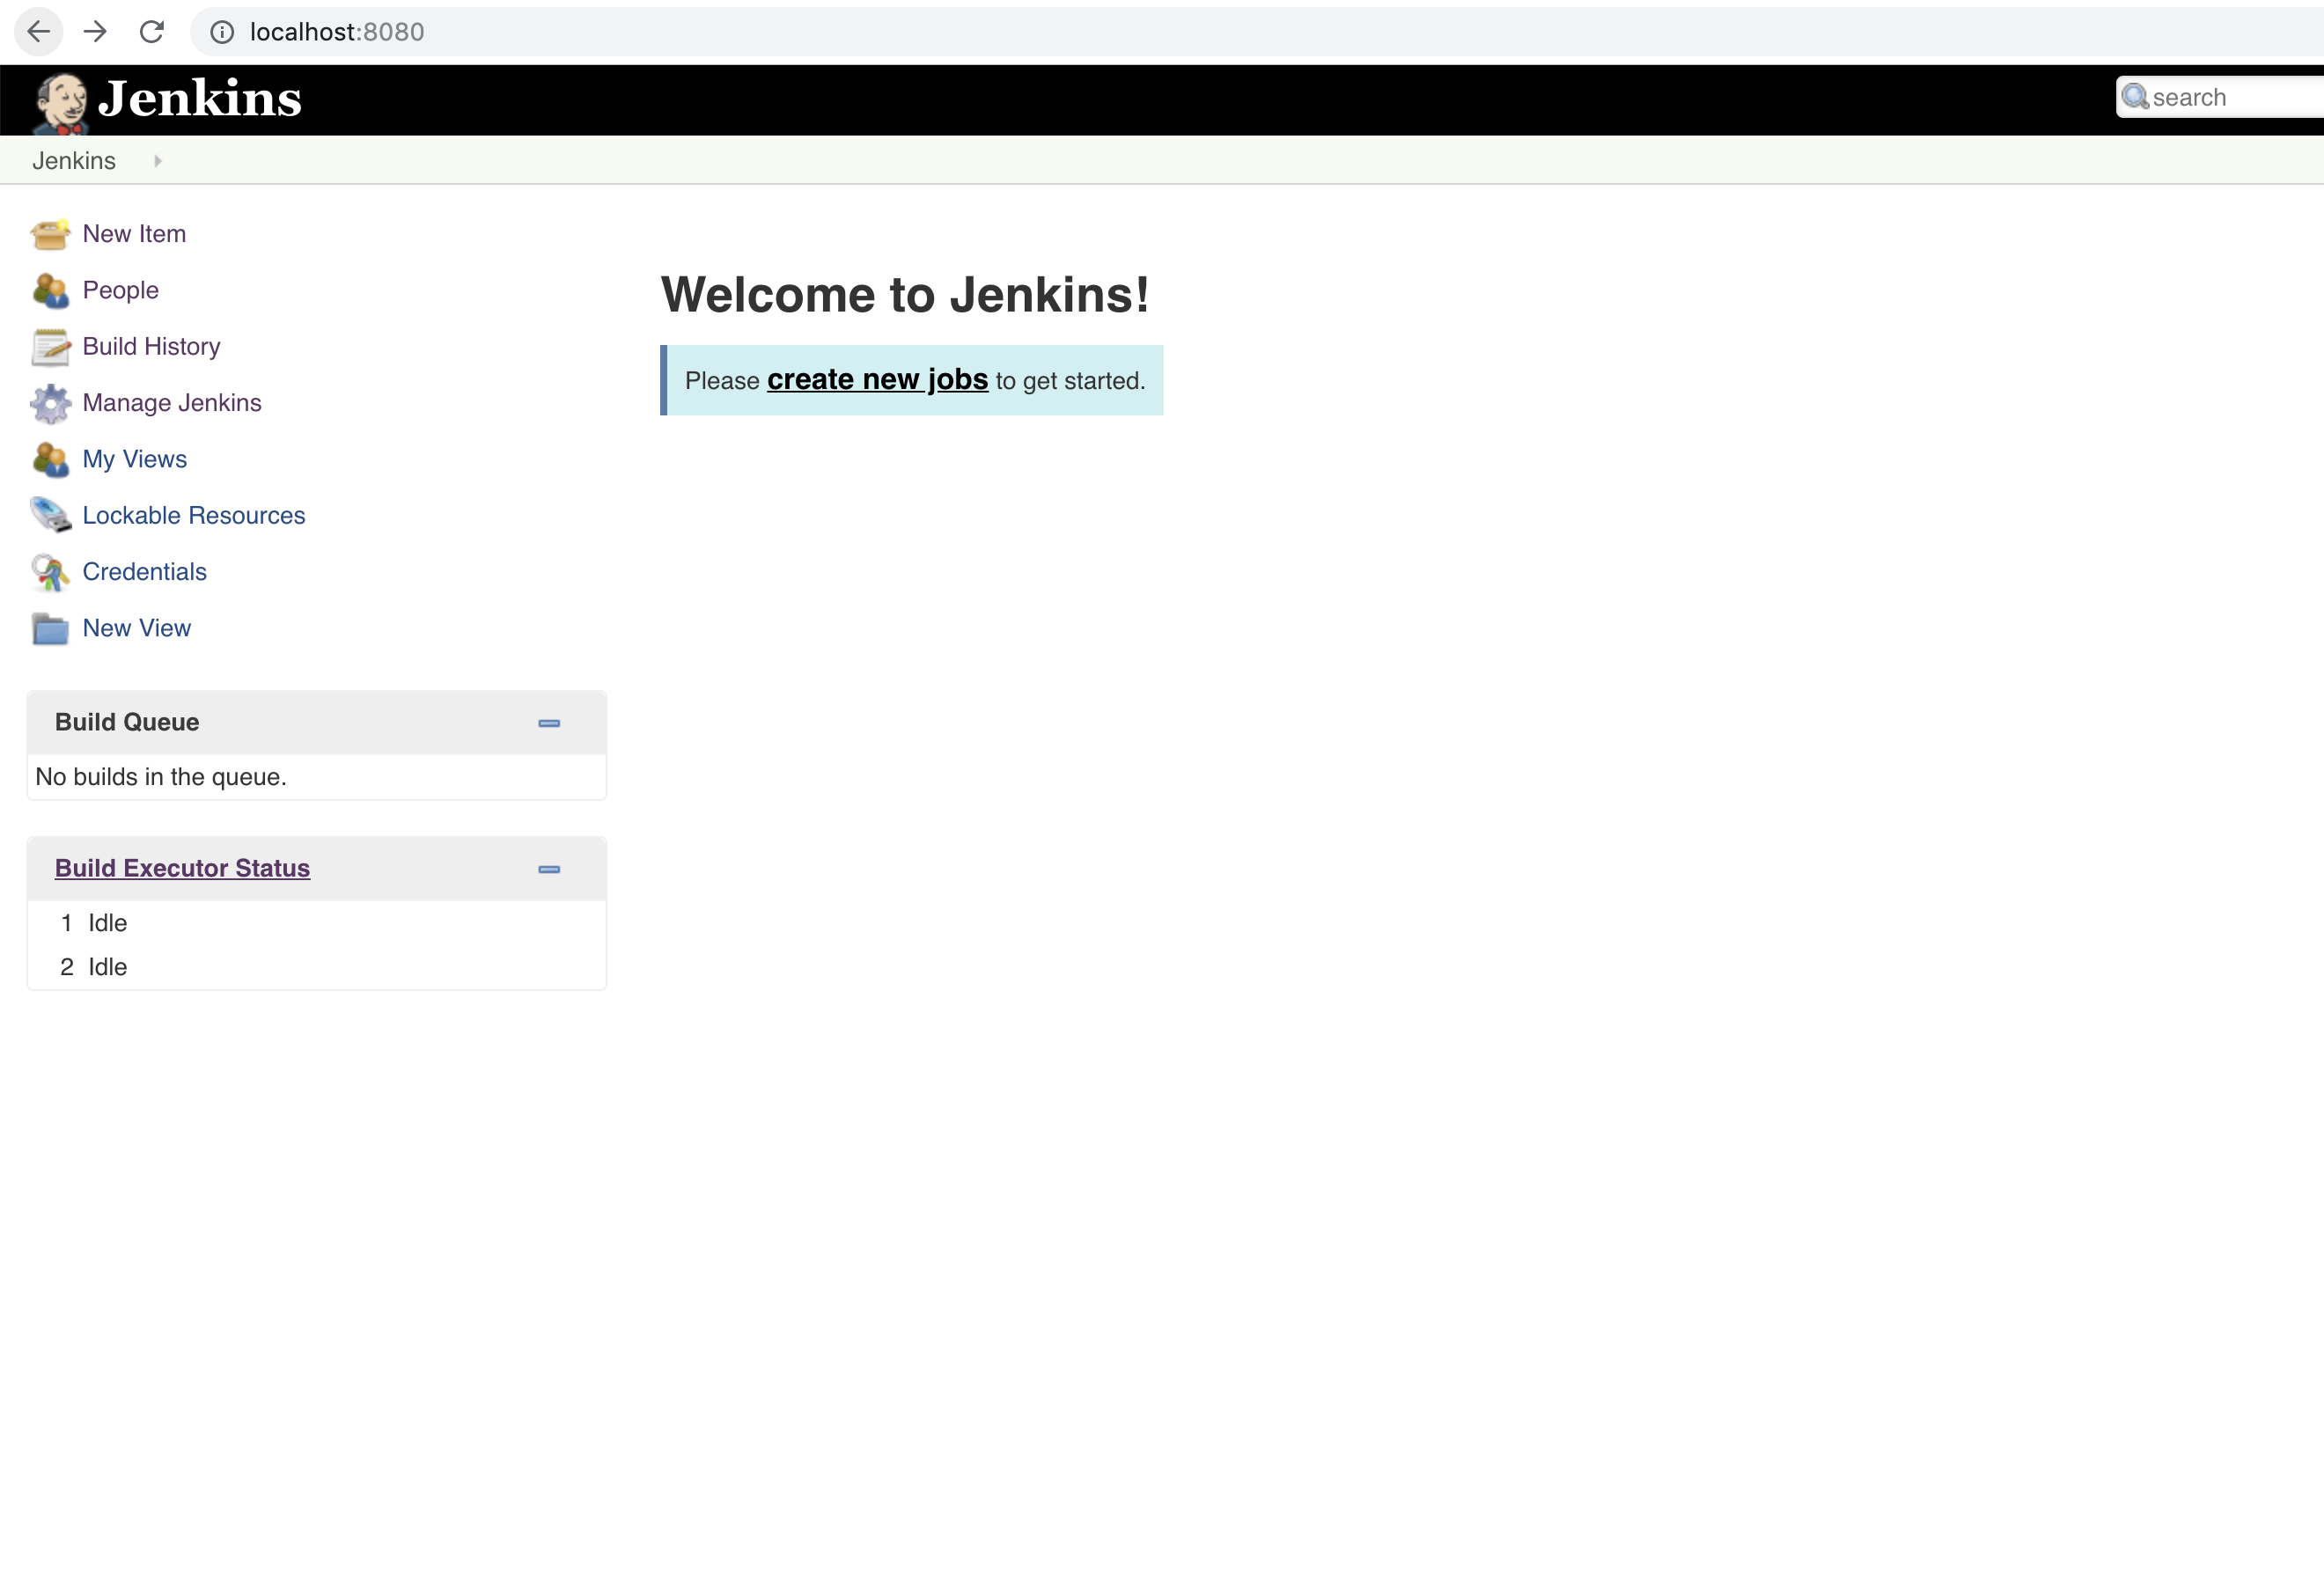 localhost:8080
Jenkins
search
Jenkins
New Item
People
Build History
Manage Jenkins
My Views
Lockable Resources
Credentials
New View
Build Queue
No builds in the queue.
Build Executor Status
1 Idle
2 Idle
Welcome to Jenkins!
Please create new jobs to get started.